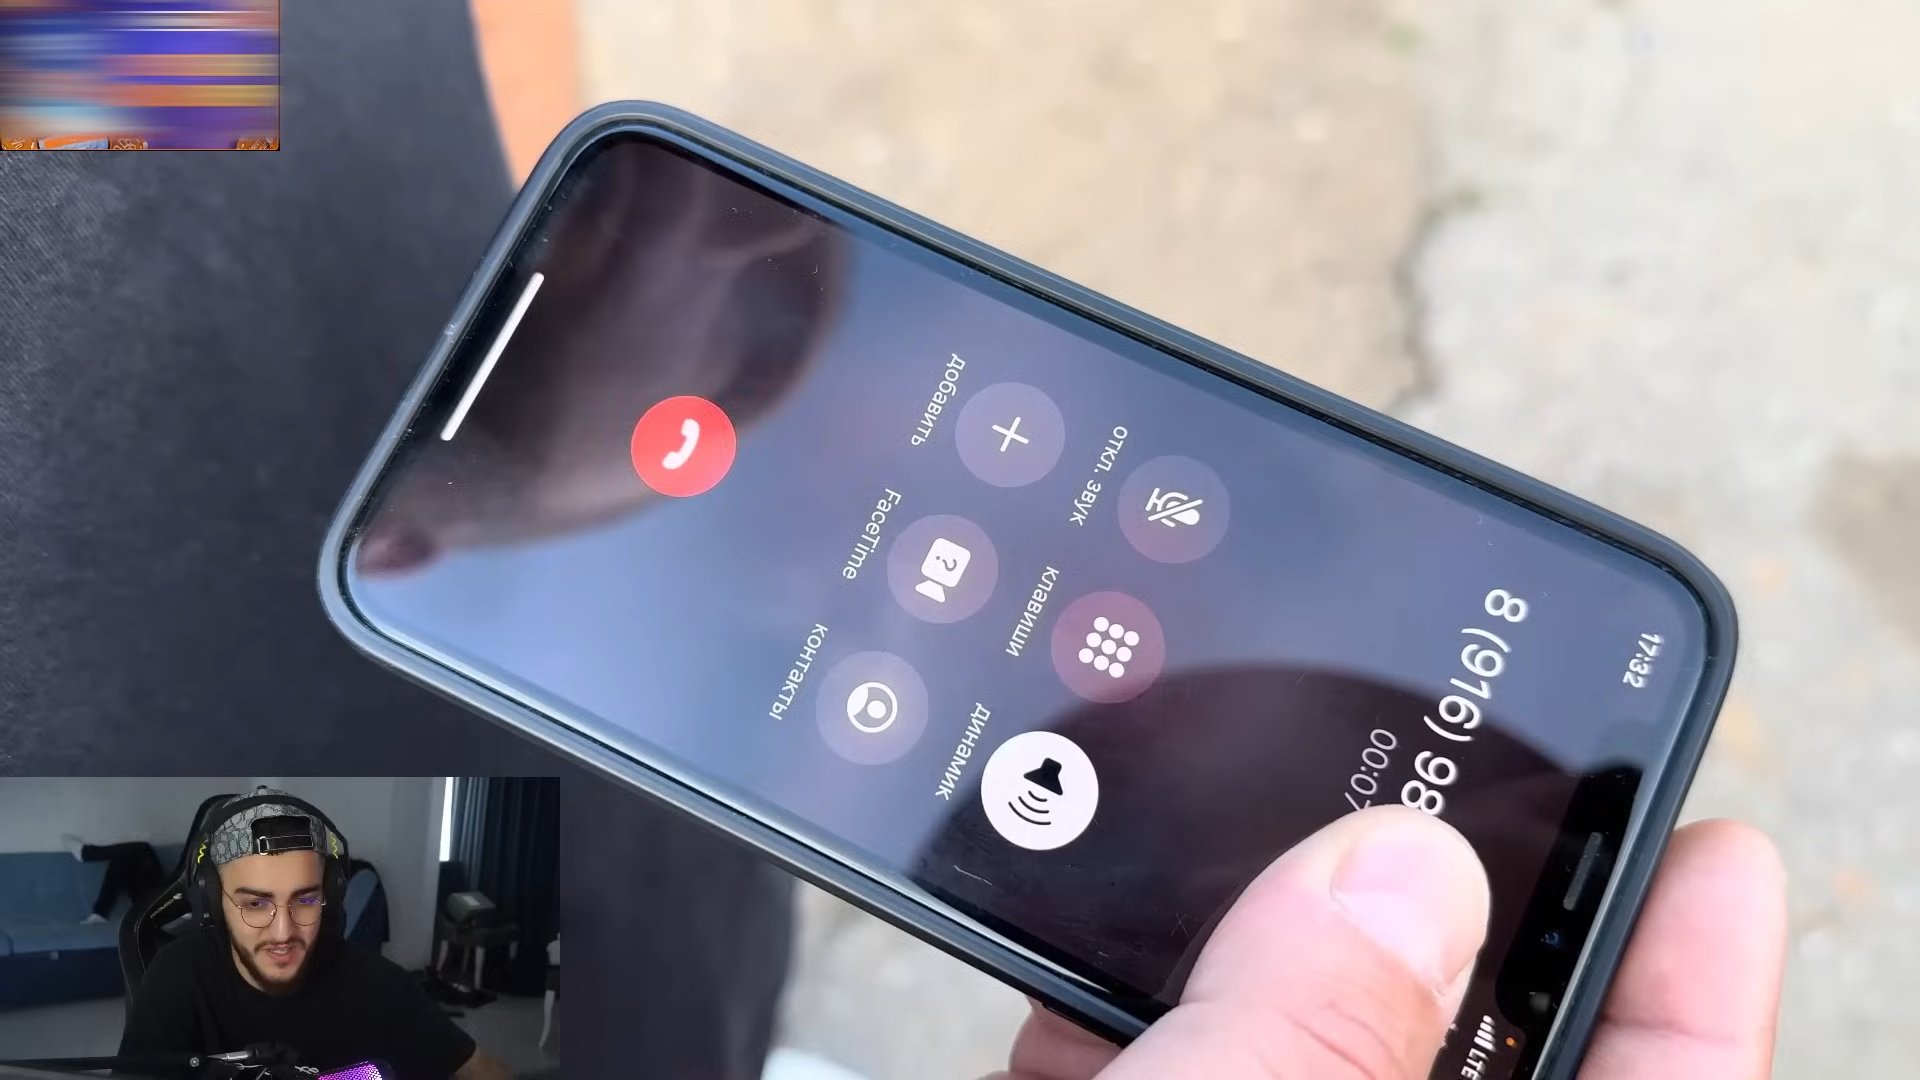 17:32
LTE
8 (916) 98
00:07
откл. звук
клавиши
динамик
добавить
FaceTime
контакты